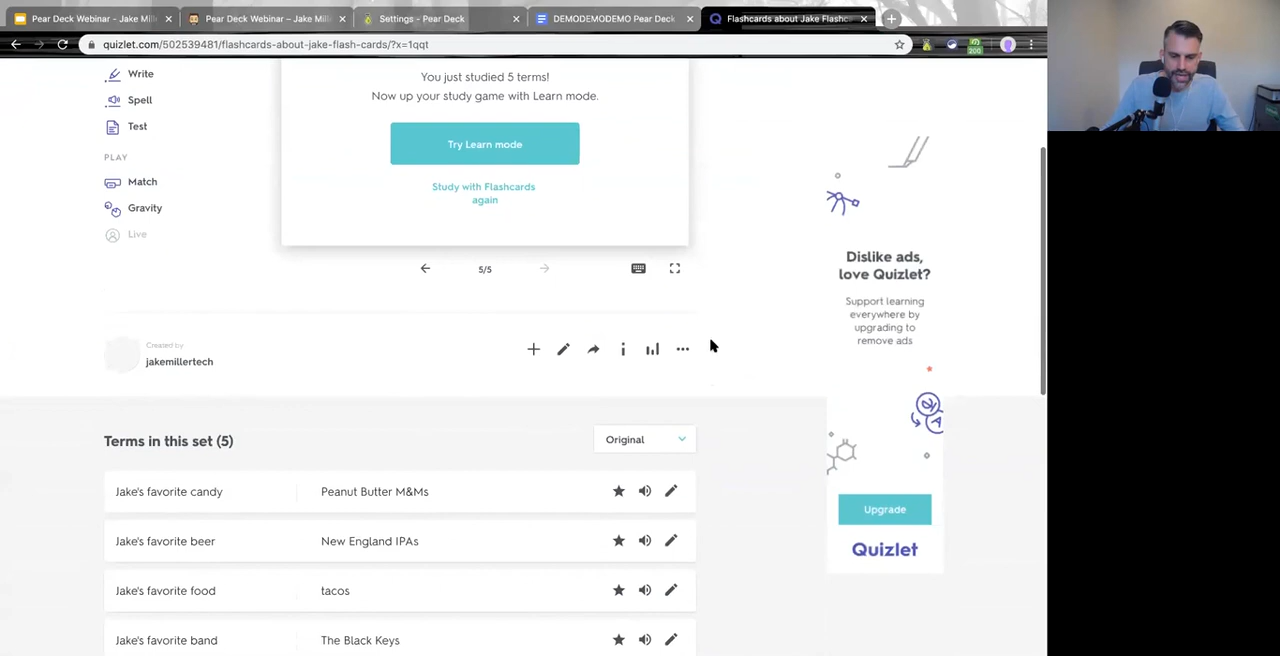 Pear Deck Webinar - Jake Mill
Pear Deck Webinar – Jake Mill
Settings - Pear Deck
DEMODEMODEMO Pear Deck
Flashcards about Jake Flashc
quizlet.com/502539481/flashcards-about-jake-flash-cards/?x=1qqt
200
Write
Spell
Test
PLAY
Match
Gravity
Live
You just studied 5 terms!
Now up your study game with Learn mode.
Try Learn mode
Study with Flashcards
again
5/5
Dislike ads,
love Quizlet?
Support learning
everywhere by
upgrading to
remove ads
Upgrade
Quizlet
Created by
jakemillertech
Terms in this set (5)
Original
Jake's favorite candy
Peanut Butter M&Ms
Jake's favorite beer
New England IPAs
Jake's favorite food
tacos
Jake's favorite band
The Black Keys